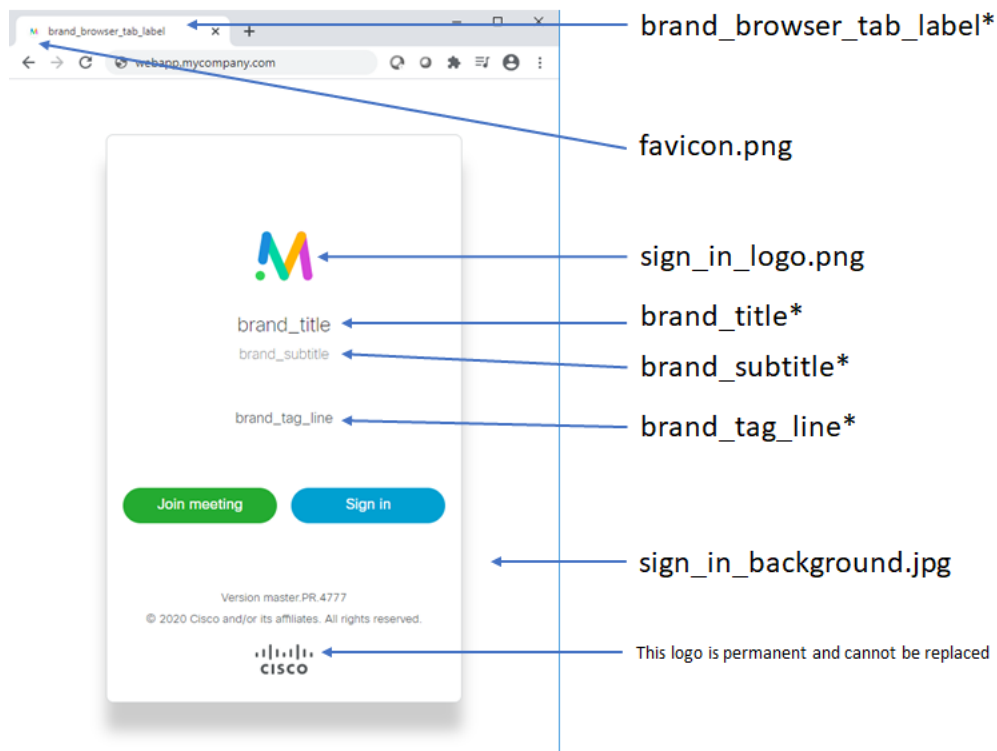 brand_browser_tab_label
brand_browser_tab_label*
webapp.mycompany.com
favicon.png
sign_in_logo.png
brand_title
brand_title*
brand_subtitle
brand_subtitle*
brand_tag_line
brand_tag_line*
Join meeting
Sign in
sign_in_background.jpg
Version master.PR.4777
© 2020 Cisco and/or its affiliates. All rights reserved.
CISCO
This logo is permanent and cannot be replaced